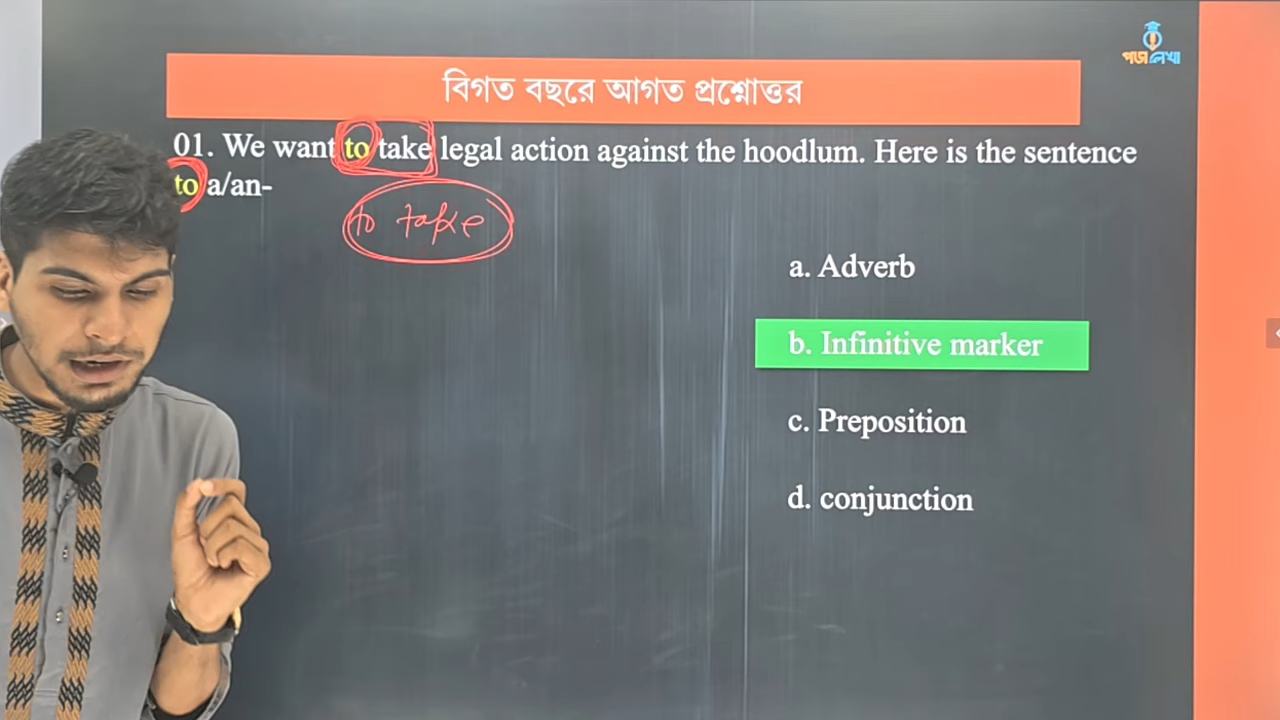 পড়ালেখা
বিগত বছরে আগত প্রশ্নোত্তর
01. We want to take legal action against the hoodlum. Here is the sentence
to a/an-
to take
a. Adverb
b. Infinitive marker
c. Preposition
d. conjunction